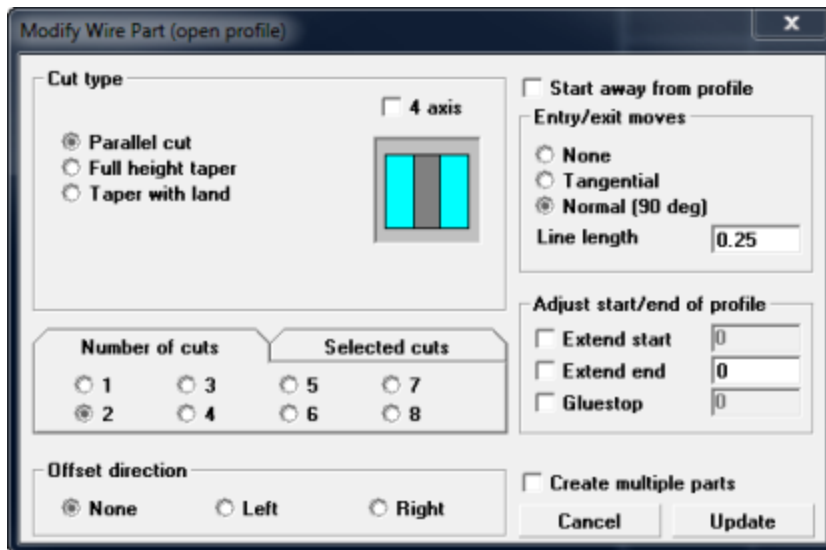 Modify Wire Part (open profile)
x
Cut type
4 axis
Parallel cut
Full height taper
Taper with land
Start away from profile
Entry/exit moves
None
Tangential
Normal (90 deg)
Line length 0.25
Number of cuts
Selected cuts
1 3 5 7
2 4 6 8
Adjust start/end of profile
Extend start 0
Extend end 0
Gluestop 0
Offset direction
None Left Right
Create multiple parts
Cancel Update